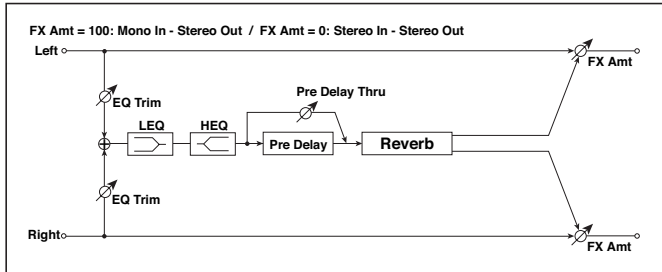 FX Amt = 100: Mono In - Stereo Out / FX Amt = 0: Stereo In - Stereo Out
Left
FX Amt
EQ Trim
Pre Delay Thru
LEQ
HEQ
Pre Delay
Reverb
EQ Trim
Right
FX Amt